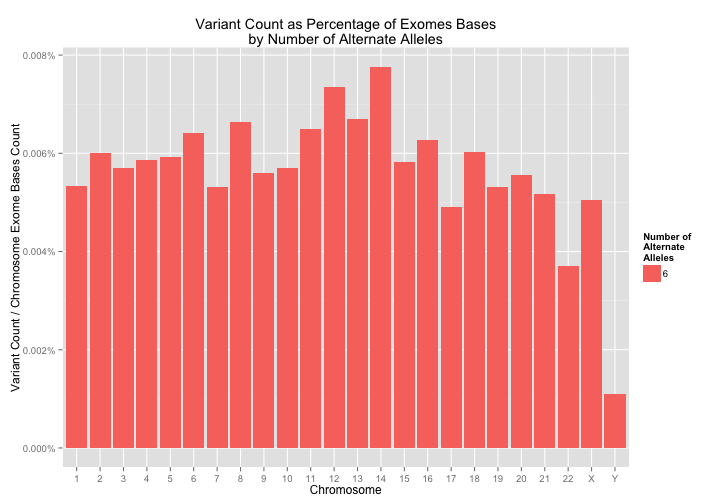 Variant Count as Percentage of Exomes Bases
by Number of Alternate Alleles
Variant Count / Chromosome Exome Bases Count
0.008%
0.006%
0.004%
0.002%
0.000%
1 2 3 4 5 6 7 8 9 10 11 12 13 14 15 16 17 18 19 20 21 22 X Y
Chromosome
Number of
Alternate
Alleles
6